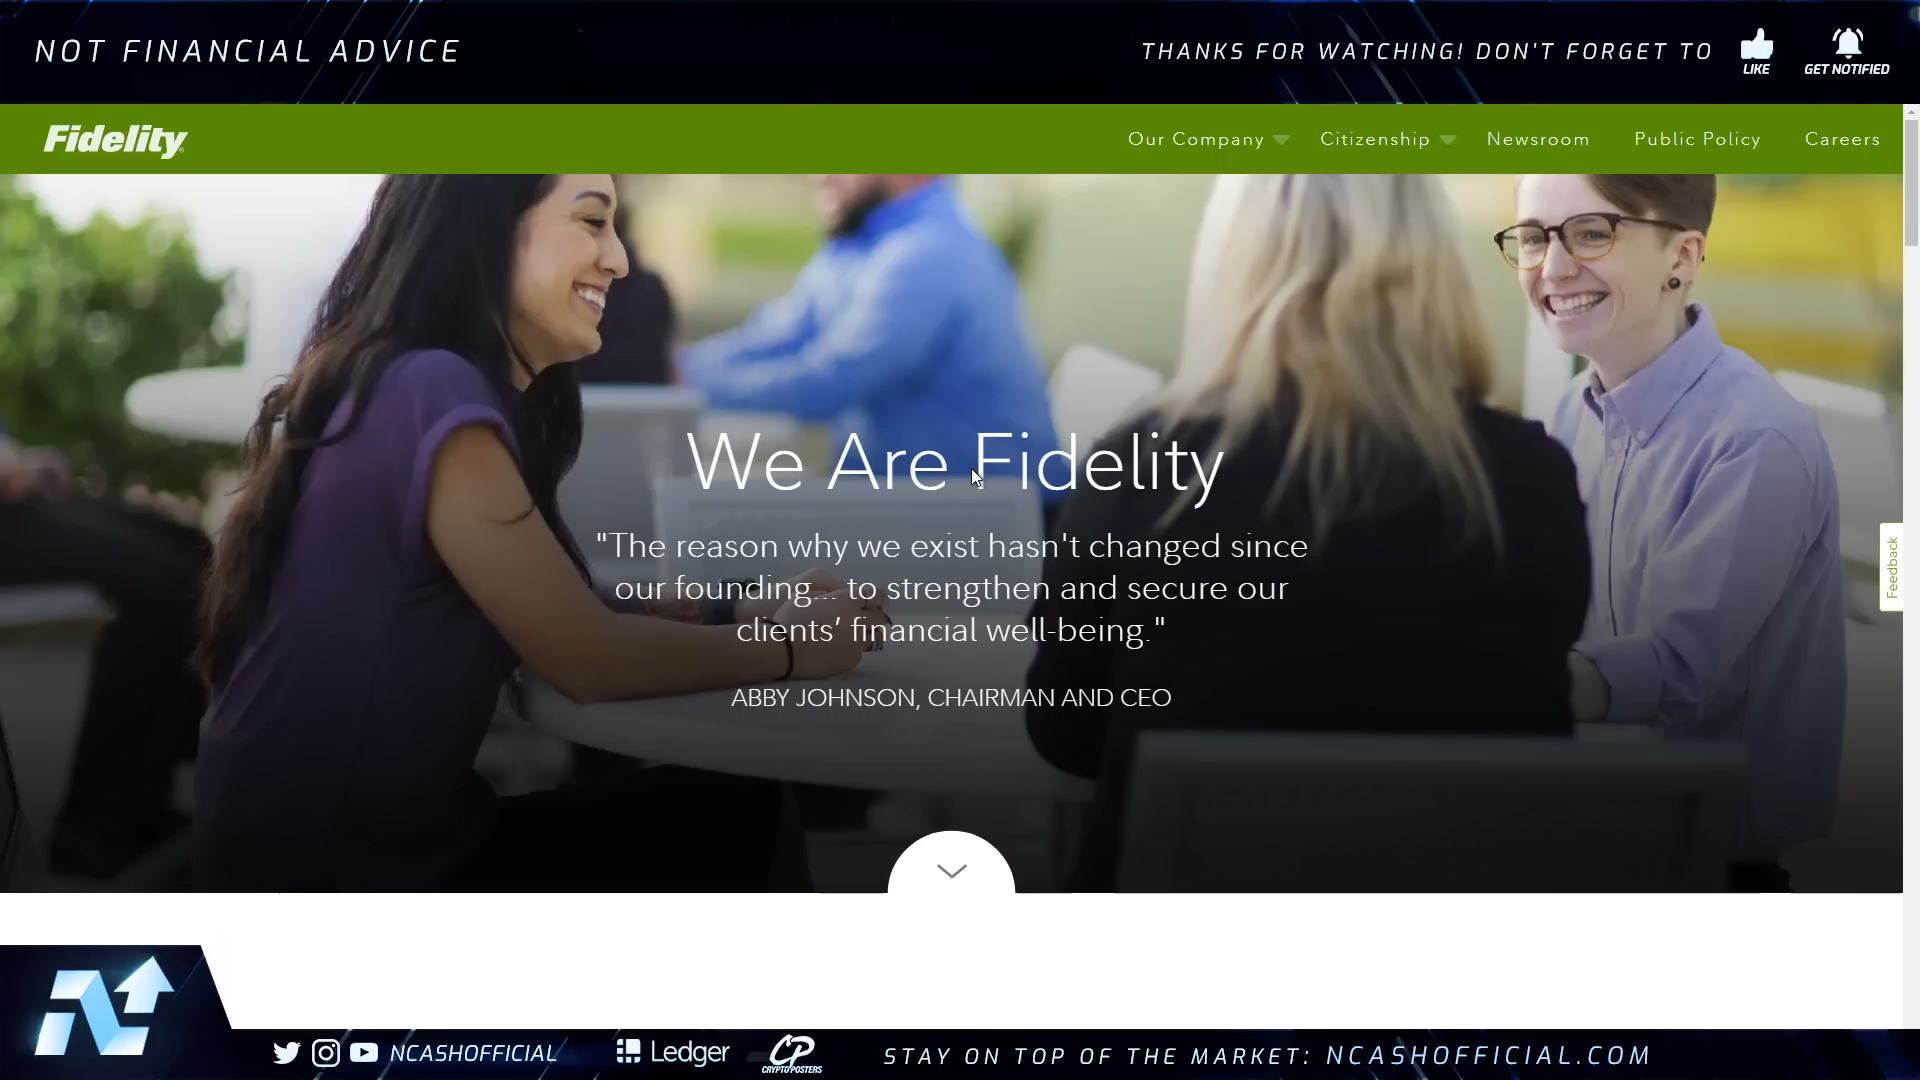 NOT FINANCIAL ADVICE
THANKS FOR WATCHING! DON'T FORGET TO
LIKE
GET NOTIFIED
Fidelity
Our Company
Citizenship
Newsroom
Public Policy
Careers
We Are Fidelity
"The reason why we exist hasn't changed since
our founding... to strengthen and secure our
clients’ financial well-being."
ABBY JOHNSON, CHAIRMAN AND CEO
Feedback
NCASHOFFICIAL
Ledger
CP
CRYPTOPOSTERS
STAY ON TOP OF THE MARKET: NCASHOFFICIAL.COM